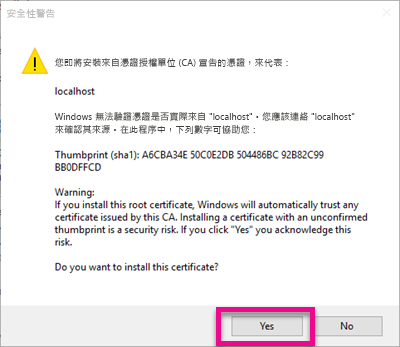 安全性警告
您即將安裝來自憑證授權單位 (CA) 宣告的憑證，來代表：
localhost
Windows 無法驗證憑證是否實際來自 "localhost"。您應該連絡 "localhost"
來確認其來源。在此程序中，下列數字可協助您：
Thumbprint (sha1): A6CBA34E 50C0E2DB 504486BC 92B82C99
BB0DFFCD
Warning:
If you install this root certificate, Windows will automatically trust any
certificate issued by this CA. Installing a certificate with an unconfirmed
thumbprint is a security risk. If you click "Yes" you acknowledge this
risk.
Do you want to install this certificate?
Yes
No